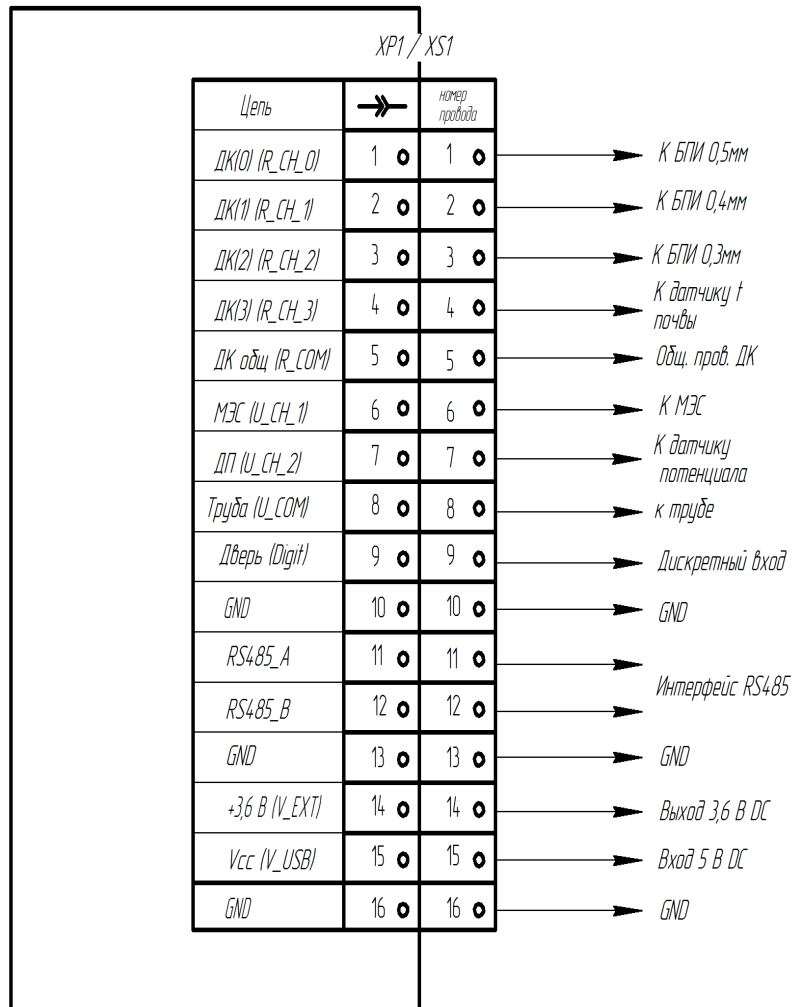 XP1 / XS1
Цепь
номер
провода
ДК(0) (R_CH_0) 1 1 К БПИ 0,5мм
ДК(1) (R_CH_1) 2 2 К БПИ 0,4мм
ДК(2) (R_CH_2) 3 3 К БПИ 0,3мм
ДК(3) (R_CH_3) 4 4 К датчику t
почвы
ДК общ (R_COM) 5 5 Общ. пров. ДК
МЭС (U_CH_1) 6 6 К МЭС
ДП (U_CH_2) 7 7 К датчику
потенциала
Труба (U_COM) 8 8 к трубе
Дверь (Digit) 9 9 Дискретный вход
GND 10 10 GND
RS485_A 11 11
Интерфейс RS485
RS485_B 12 12
GND 13 13 GND
+3,6 В (V_EXT) 14 14 Выход 3,6 В DC
Vcc (V_USB) 15 15 Вход 5 В DC
GND 16 16 GND